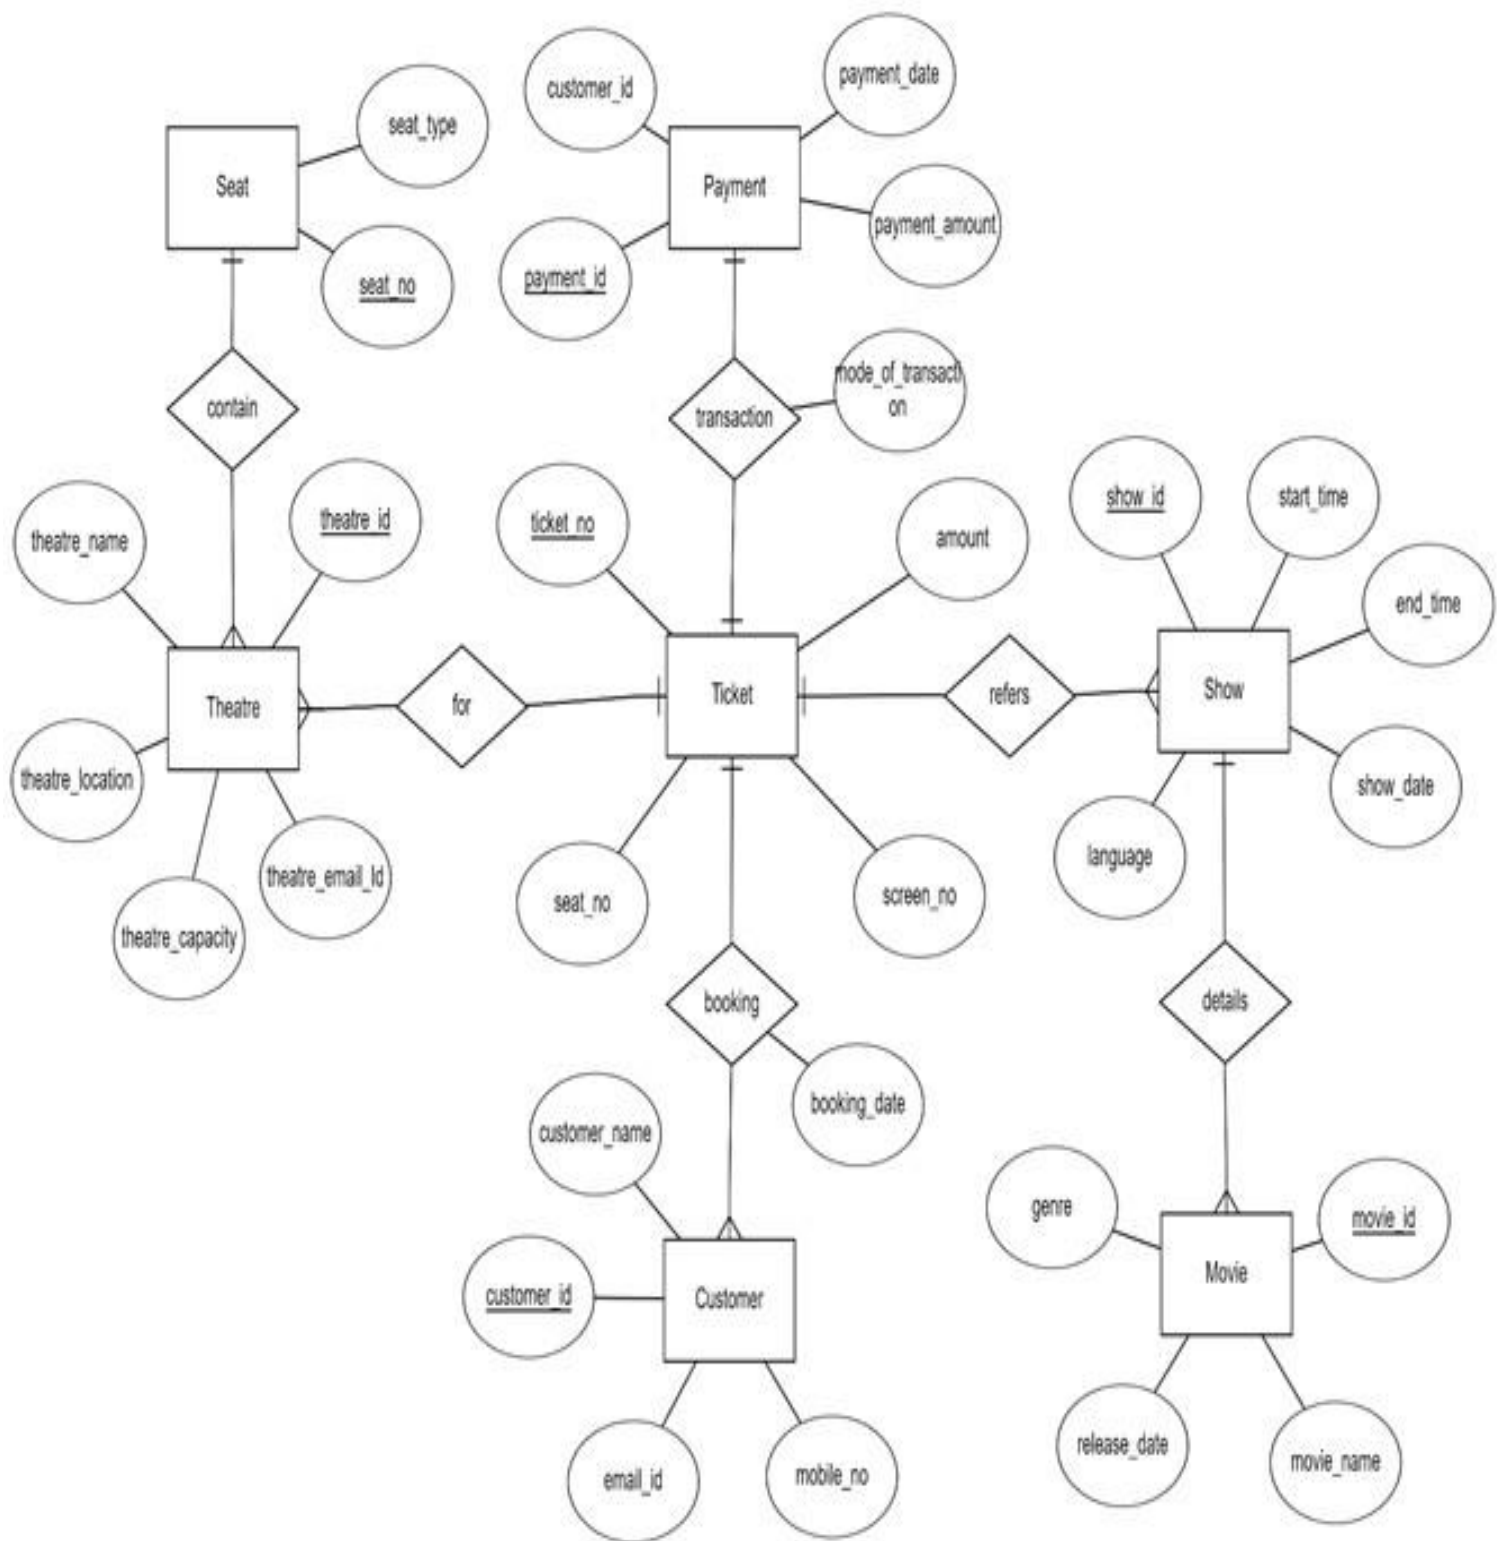 customer_id
payment_date
seat_type
Seat
Payment
payment_amount
seat_no
payment_id
mode_of_transacti
on
contain
transaction
theatre_name
theatre_id
ticket_no
amount
show_id
start_time
end_time
Theatre
for
Ticket
refers
Show
theatre_location
show_date
language
theatre_email_Id
theatre_capacity
seat_no
screen_no
booking
details
booking_date
customer_name
genre
movie_id
customer_id
Customer
Movie
release_date
movie_name
email_id
mobile_no